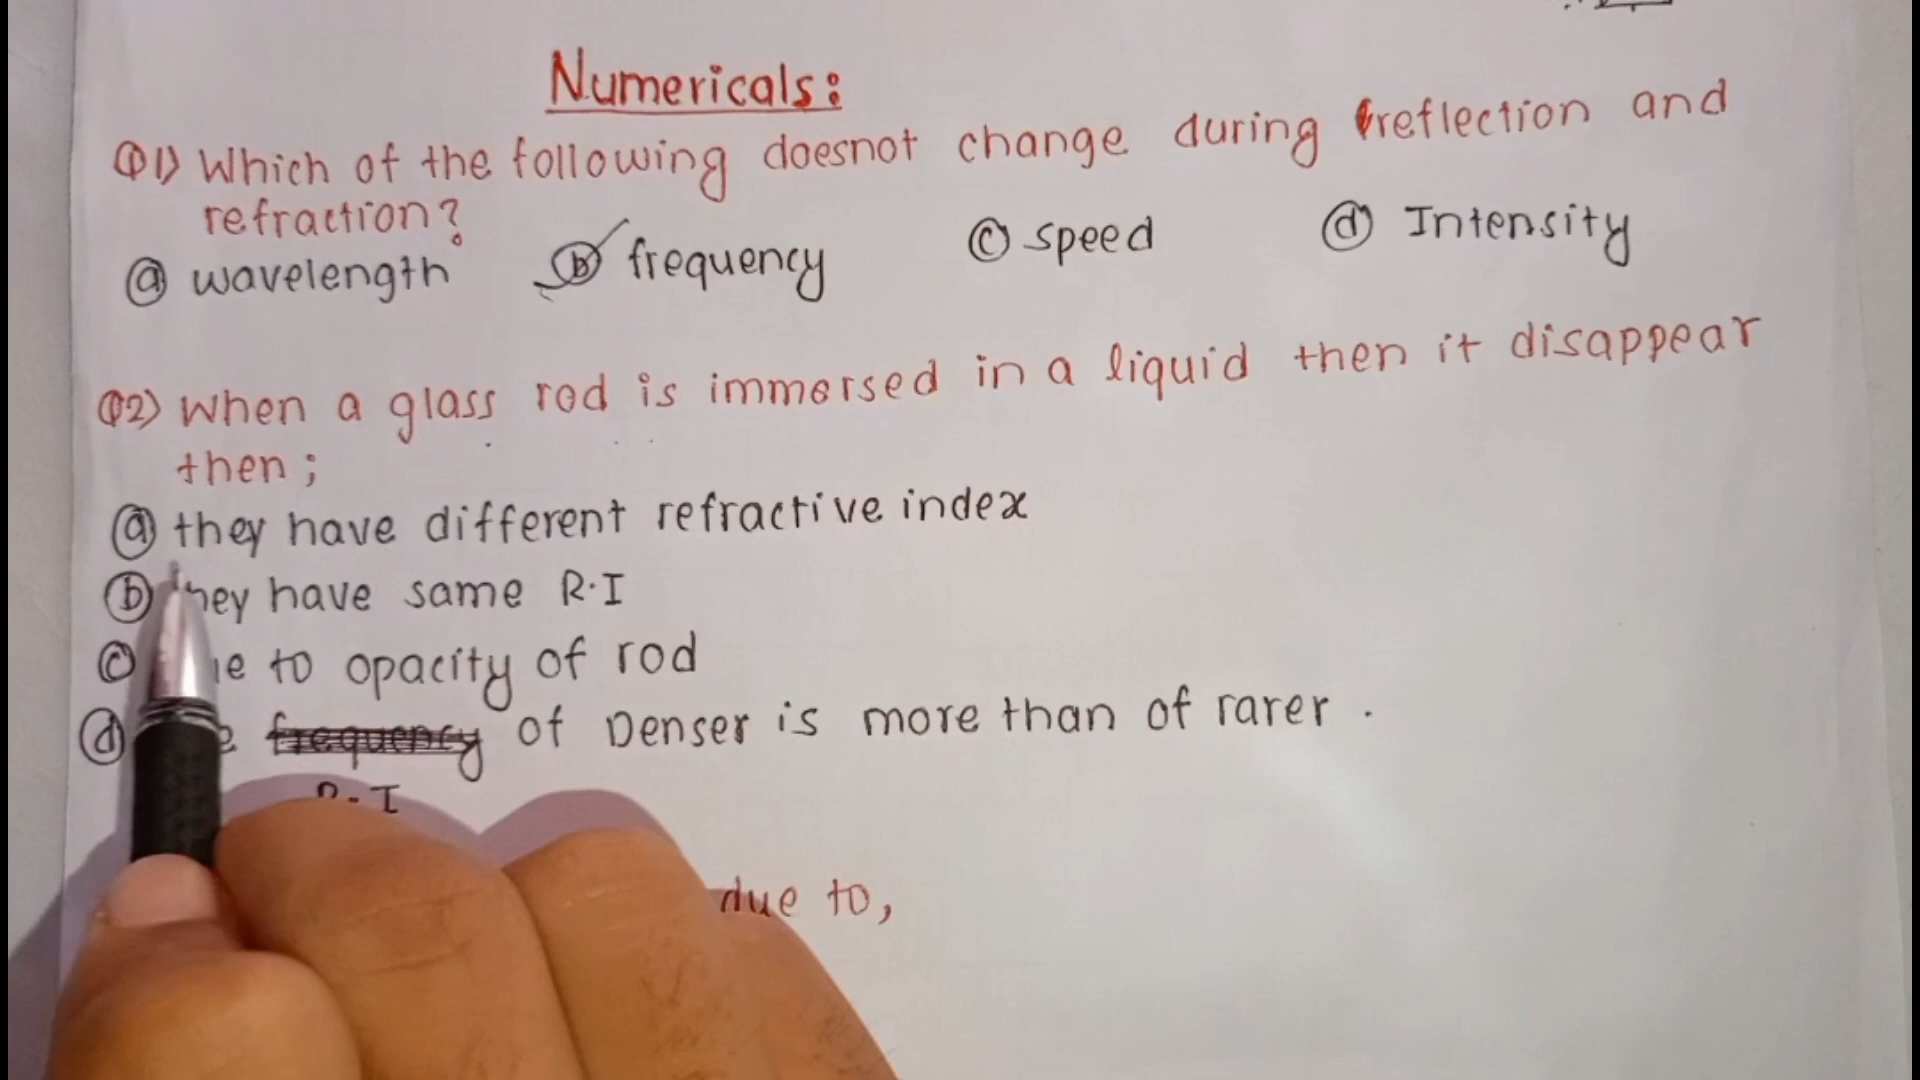 Numericals:
Q1) Which of the following doesnot change during reflection and
refraction?
(a) wavelength (b) frequency (c) speed (d) Intensity
Q2) When a glass rod is immersed in a liquid then it disappear
then;
(a) they have different refractive index
(b) they have same R.I
(c) to opacity of rod
(d) of Denser is more than of rarer .
R.I
due to,